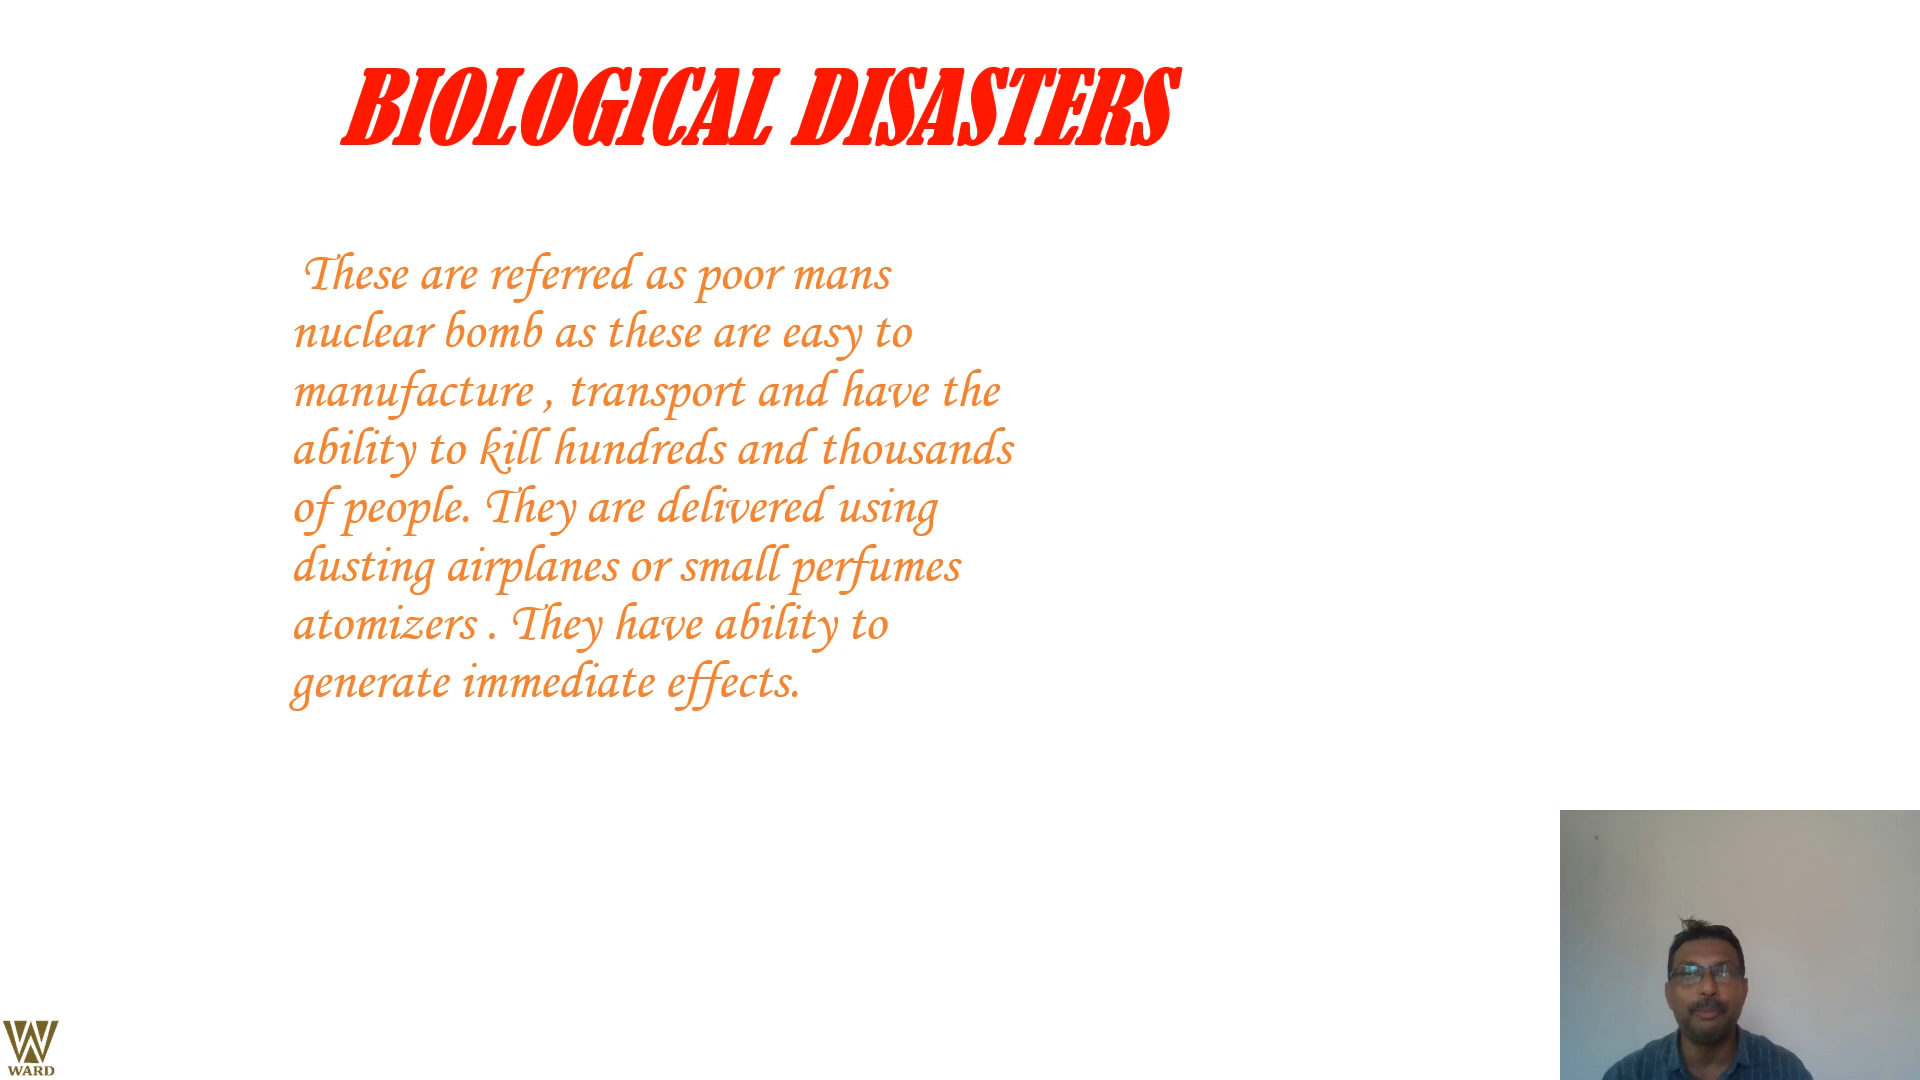 BIOLOGICAL DISASTERS
These are referred as poor mans
nuclear bomb as these are easy to
manufacture , transport and have the
ability to kill hundreds and thousands
of people. They are delivered using
dusting airplanes or small perfumes
atomizers . They have ability to
generate immediate effects.
WARD